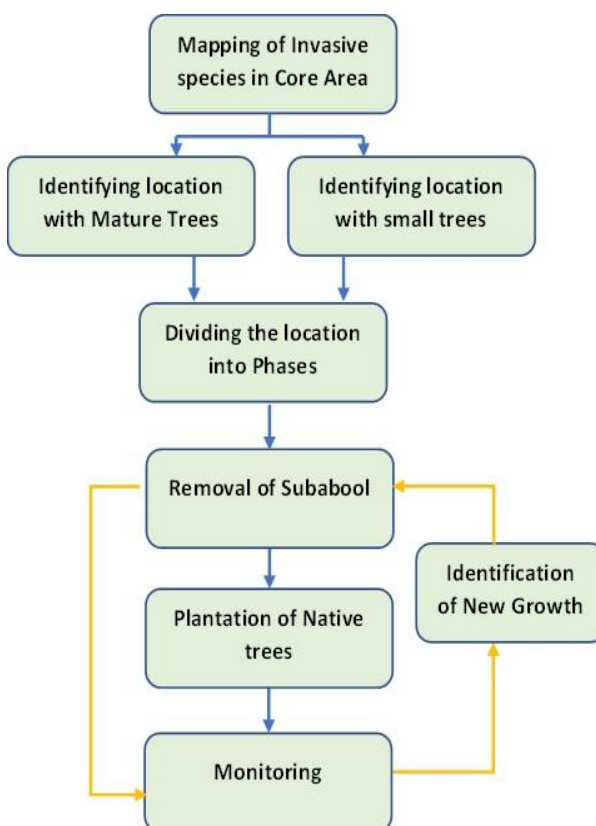 Mapping of Invasive
species in Core Area
Identifying location
with Mature Trees
Identifying location
with small trees
Dividing the location
into Phases
Removal of Subabool
Identification
of New Growth
Plantation of Native
trees
Monitoring